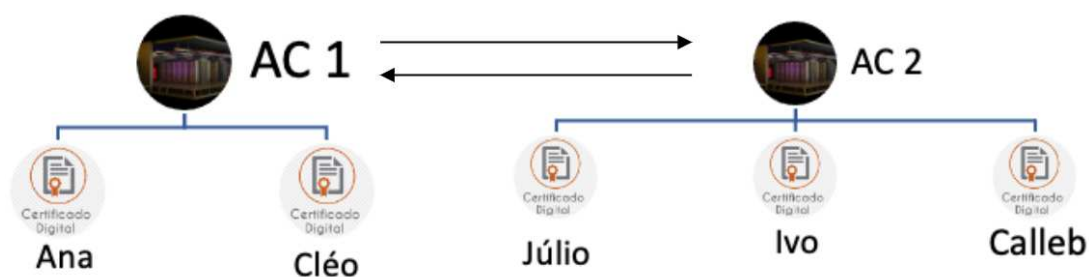 AC 1
AC 2
Certificado
Digital
Ana
Certificado
Digital
Cléo
Certificado
Digital
Júlio
Certificado
Digital
Ivo
Certificado
Digital
Calleb